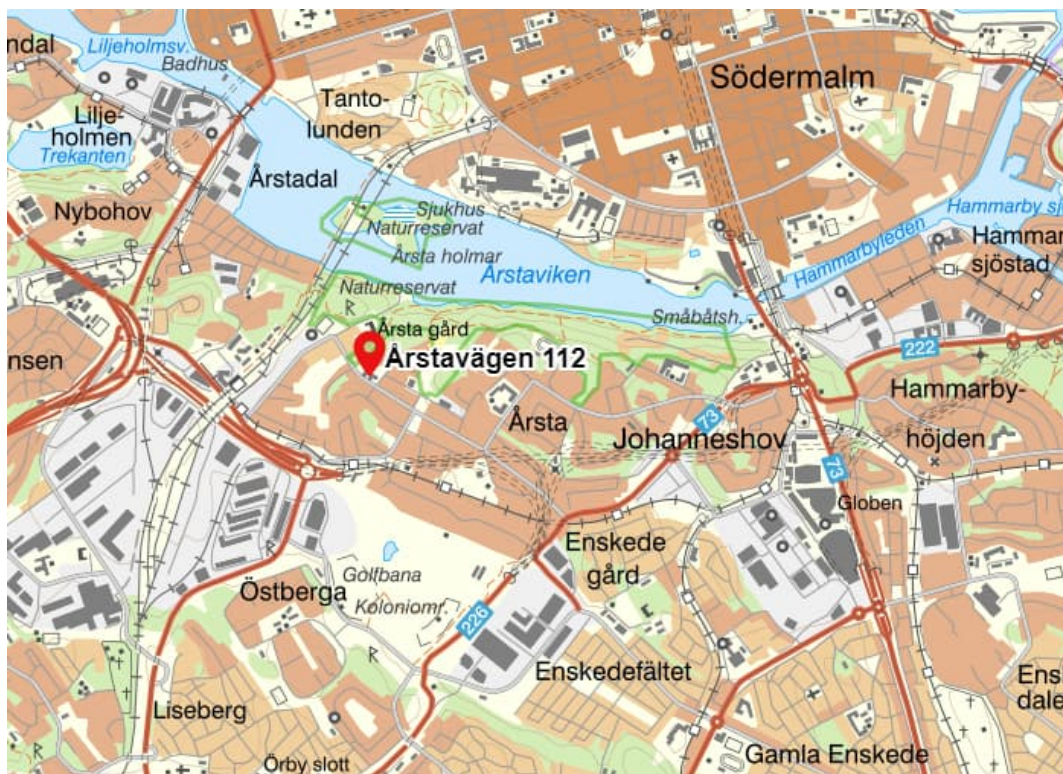 ndal
Liljeholmsv.
Badhus
Lilje-
holmen
Trekanten
Nybohov
Årstadal
Tanto-
lunden
Södermalm
Sjukhus
Naturreservat
Årsta holmar
Årstaviken
Hammarbyleden
Hammarby sj
Hammar
sjöstad
Naturreservat
R
Småbåtsh.
Årsta gård
Årstavägen 112
nsen
222
Årsta
73
Johanneshov
Hammarby-
höjden
73
Globen
R
Enskede
gård
Golfbana
Östberga
Koloniomr.
226
R
Enskedefältet
Liseberg
Ens
dale
R
Örby slott
Gamla Enskede